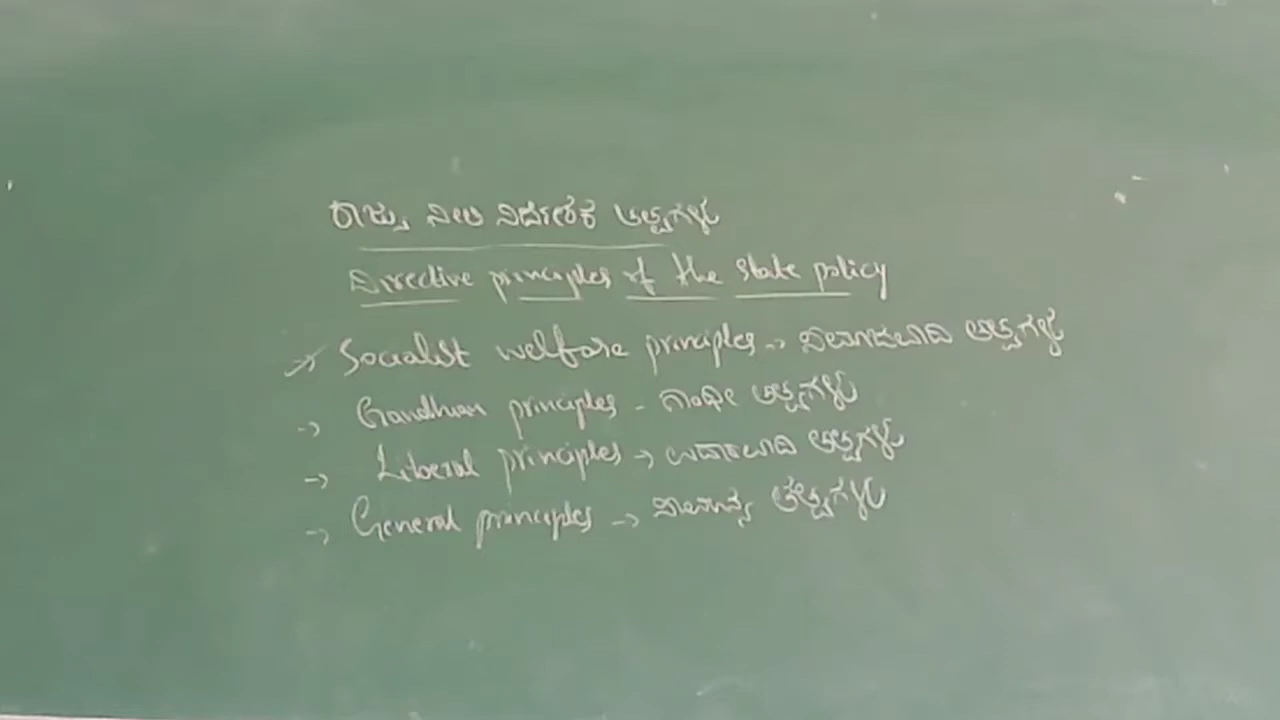 ರಾಜ್ಯ ನೀತಿ ನಿರ್ದೇಶಕ ತತ್ವಗಳು
Directive principles of the state policy
→ Socialist welfare principles → ಸಮಾಜವಾದಿ ತತ್ವಗಳು
→ Gandhian principles - ಗಾಂಧೀ ತತ್ವಗಳು
→ Liberal principles → ಉದಾರವಾದಿ ತತ್ವಗಳು
→ General principles → ಸಾಮಾನ್ಯ ತತ್ವಗಳು